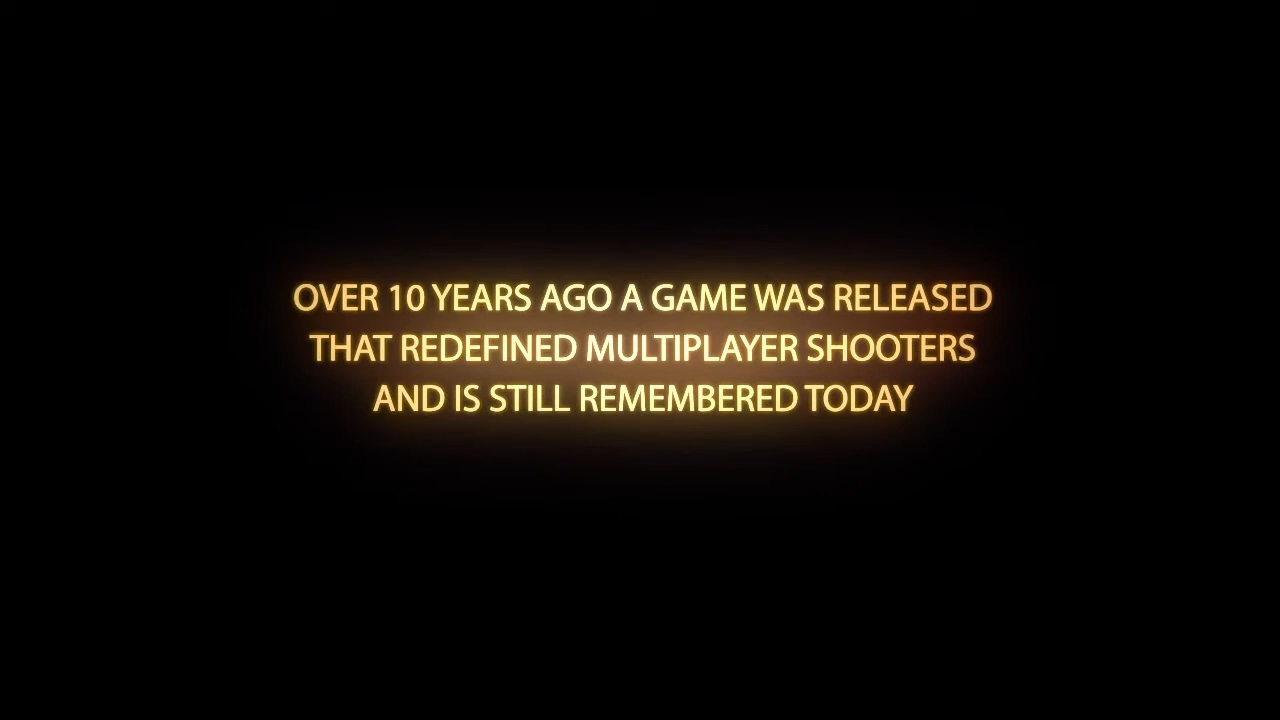 OVER 10 YEARS AGO A GAME WAS RELEASED
THAT REDEFINED MULTIPLAYER SHOOTERS
AND IS STILL REMEMBERED TODAY